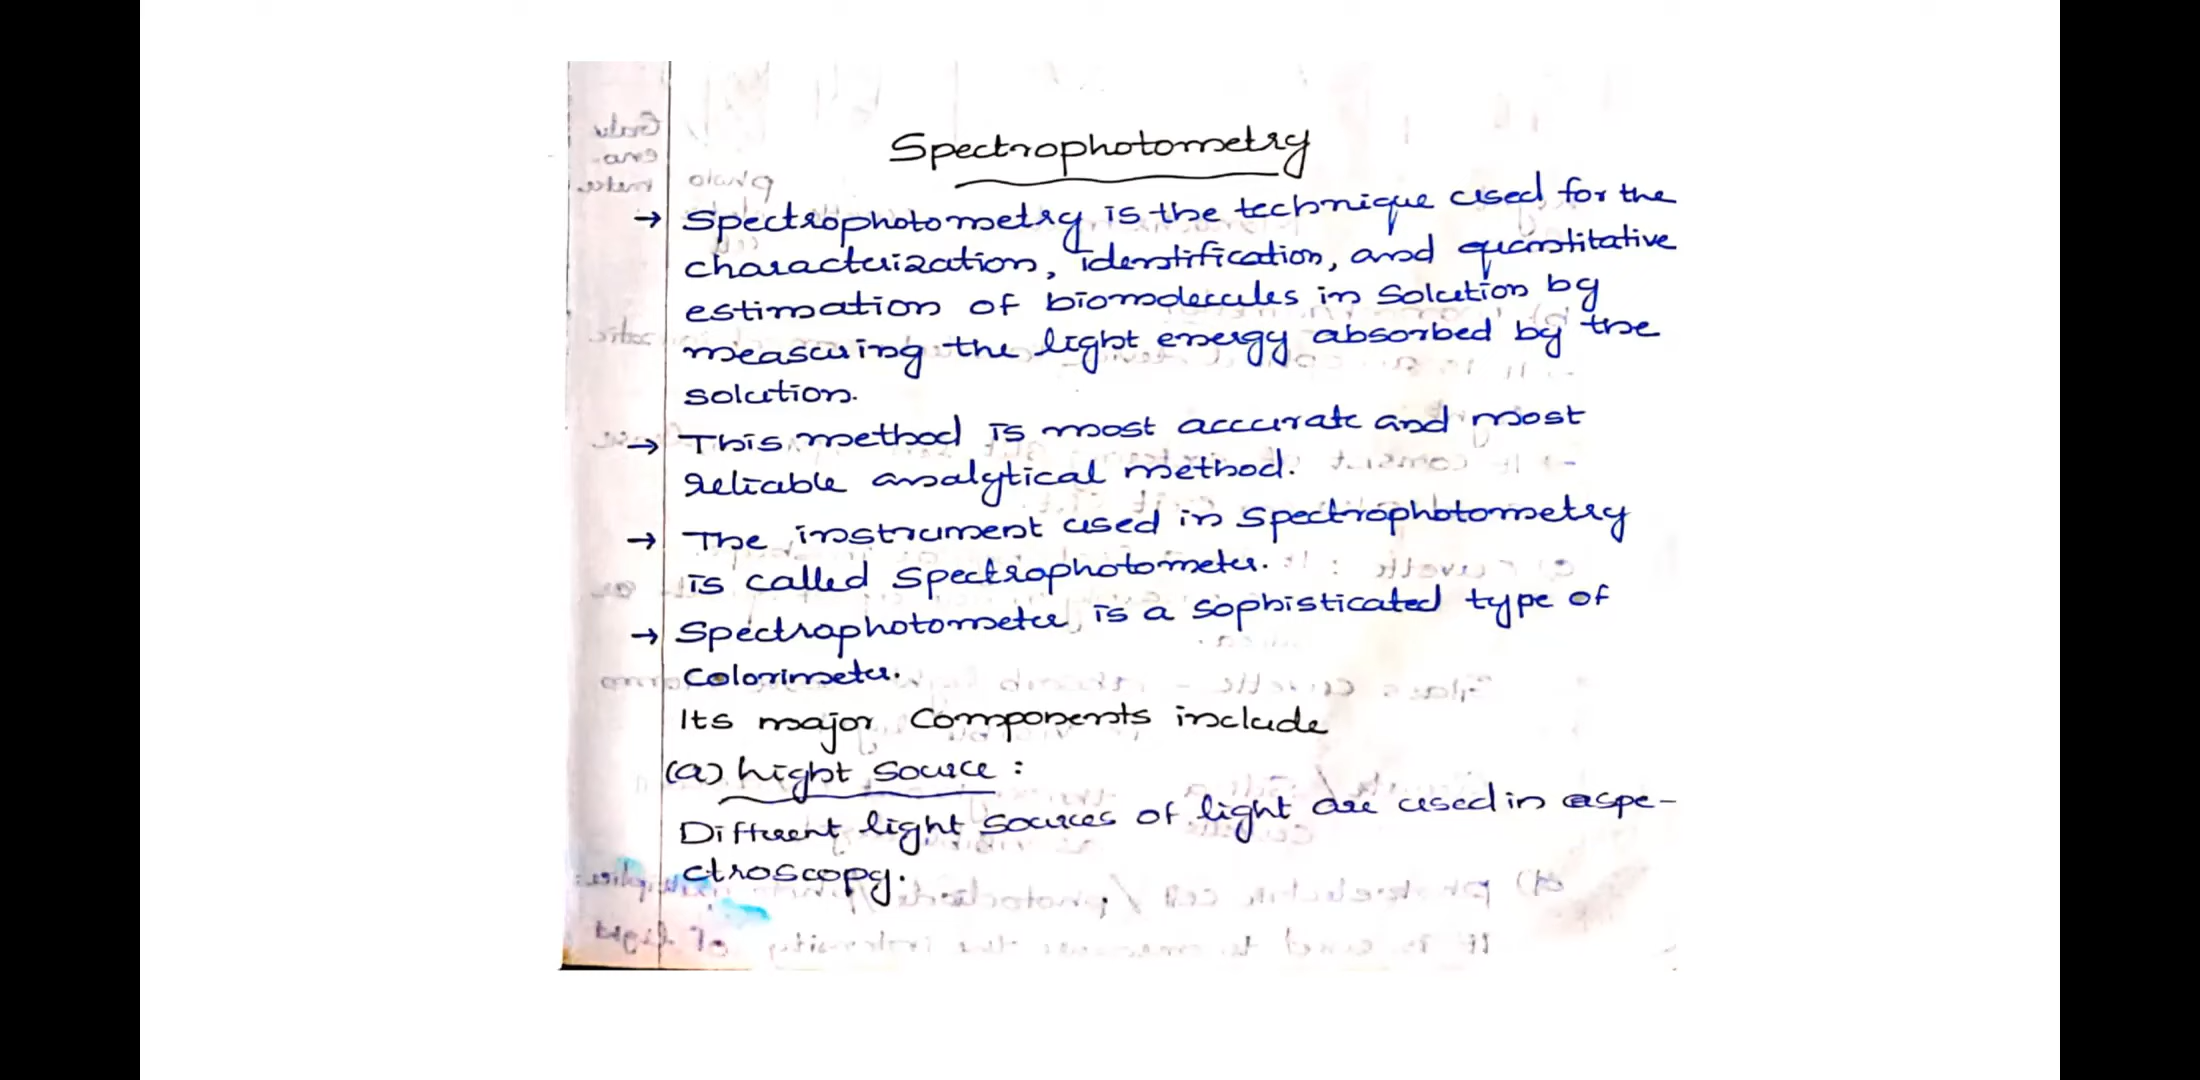 Spectrophotometry
→ Spectrophotometry is the technique used for the
characterization, identification, and quantitative
estimation of biomolecules in solution by
measuring the light energy absorbed by the
solution.
→ This method is most accurate and most
reliable analytical method.
→ The instrument used in spectrophotometry
is called spectrophotometer.
→ Spectrophotometer is a sophisticated type of
colorimeter.
Its major components include
(a) Light source :
Different light sources of light are used in spe-
ctroscopy.